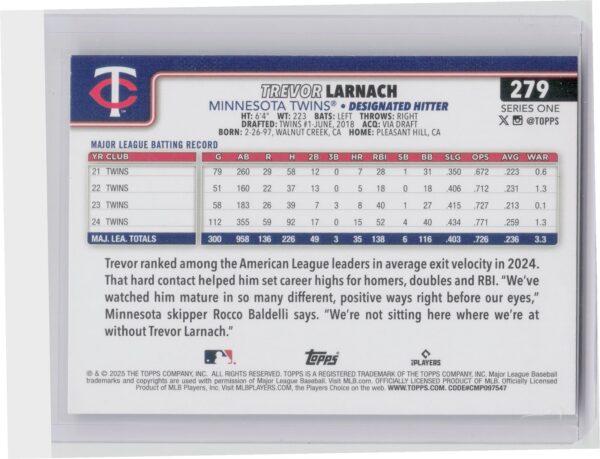 TC
TREVOR LARNACH
279
MINNESOTA TWINS® • DESIGNATED HITTER
SERIES ONE
HT: 6'4" WT: 223 BATS: LEFT THROWS: RIGHT
@TOPPS
DRAFTED: TWINS #1-JUNE, 2018 ACQ: VIA DRAFT
BORN: 2-26-97, WALNUT CREEK, CA HOME: PLEASANT HILL, CA
MAJOR LEAGUE BATTING RECORD
YR CLUB G AB R H 2B 3B HR RBI SB BB SLG OPS AVG WAR
21 TWINS 79 260 29 58 12 0 7 28 1 31 .350 .672 .223 0.6
22 TWINS 51 160 22 37 13 0 5 18 0 18 .406 .712 .231 1.3
23 TWINS 58 183 26 39 7 3 8 40 1 27 .415 .727 .213 0.1
24 TWINS 112 355 59 92 17 0 15 52 4 40 .434 .771 .259 1.3
MAJ. LEA. TOTALS 300 958 136 226 49 3 35 138 6 116 .403 .726 .236 3.3
Trevor ranked among the American League leaders in average exit velocity in 2024.
That hard contact helped him set career highs for homers, doubles and RBI. "We've
watched him mature in so many different, positive ways right before our eyes,"
Minnesota skipper Rocco Baldelli says. "We're not sitting here where we're at
without Trevor Larnach."
Topps
PLAYERS
® & © 2025 THE TOPPS COMPANY, INC. ALL RIGHTS RESERVED. TOPPS IS A REGISTERED TRADEMARK OF THE TOPPS COMPANY, INC. Major League Baseball
trademarks and copyrights are used with permission of Major League Baseball. Visit MLB.com. OFFICIALLY LICENSED PRODUCT OF MLB. Officially Licensed
Product of MLB Players, Inc. Visit MLBPLAYERS.COM, the Players Choice on the web. WWW.TOPPS.COM. CODE#CMP097547